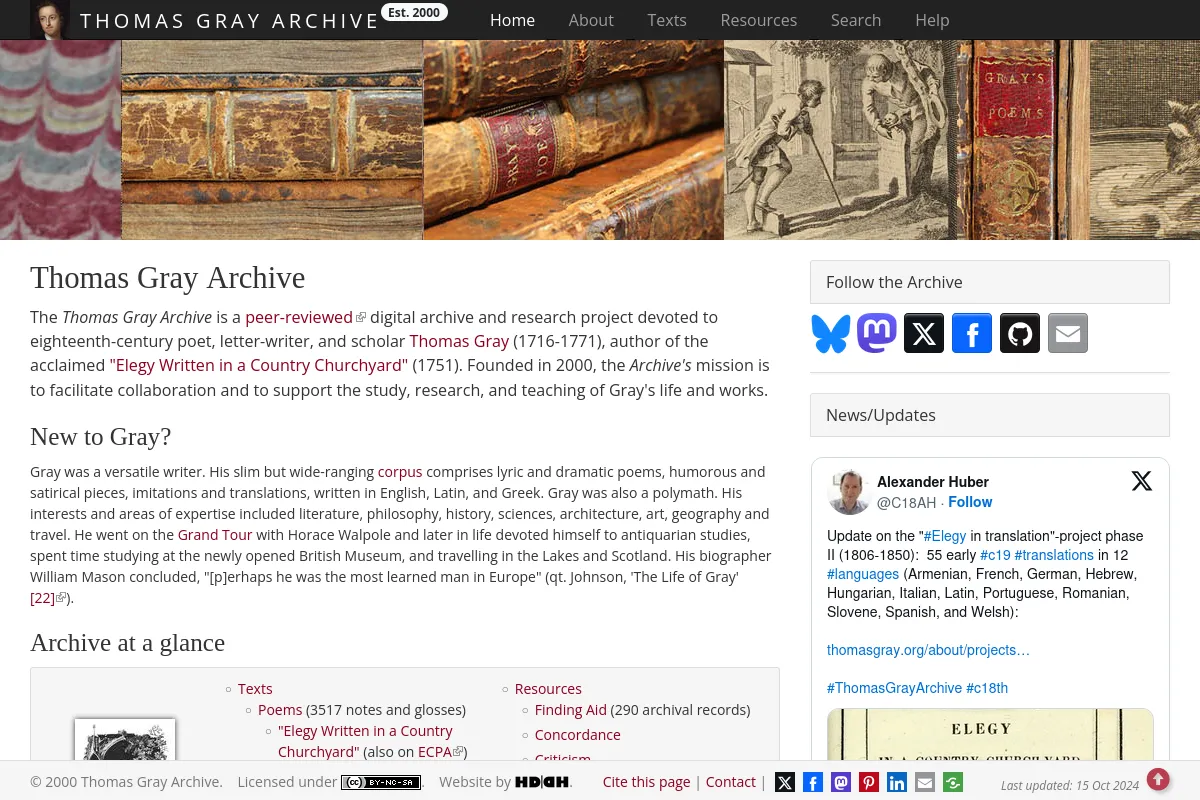 THOMAS GRAY ARCHIVE Est. 2000 Home About Texts Resources Search Help
GRAY'S
POEMS
GRAY'S
POEMS
Thomas Gray Archive
The Thomas Gray Archive is a peer-reviewed digital archive and research project devoted to
eighteenth-century poet, letter-writer, and scholar Thomas Gray (1716-1771), author of the
acclaimed "Elegy Written in a Country Churchyard" (1751). Founded in 2000, the Archive's mission is
to facilitate collaboration and to support the study, research, and teaching of Gray's life and works.
New to Gray?
Gray was a versatile writer. His slim but wide-ranging corpus comprises lyric and dramatic poems, humorous and
satirical pieces, imitations and translations, written in English, Latin, and Greek. Gray was also a polymath. His
interests and areas of expertise included literature, philosophy, history, sciences, architecture, art, geography and
travel. He went on the Grand Tour with Horace Walpole and later in life devoted himself to antiquarian studies,
spent time studying at the newly opened British Museum, and travelling in the Lakes and Scotland. His biographer
William Mason concluded, "[p]erhaps he was the most learned man in Europe" (qt. Johnson, 'The Life of Gray'
[22]).
Archive at a glance
Texts
Poems (3517 notes and glosses)
"Elegy Written in a Country
Churchyard" (also on ECPA)
Resources
Finding Aid (290 archival records)
Concordance
Criticism
Follow the Archive
News/Updates
Alexander Huber
@C18AH · Follow
Update on the "#Elegy in translation"-project phase
II (1806-1850): 55 early #c19 #translations in 12
#languages (Armenian, French, German, Hebrew,
Hungarian, Italian, Latin, Portuguese, Romanian,
Slovene, Spanish, and Welsh):
thomasgray.org/about/projects…
#ThomasGrayArchive #c18th
ELEGY
IN A COUNTRY CHURCH YARD
© 2000 Thomas Gray Archive. Licensed under (cc) BY-NC-SA. Website by HDGH. Cite this page | Contact | Last updated: 15 Oct 2024